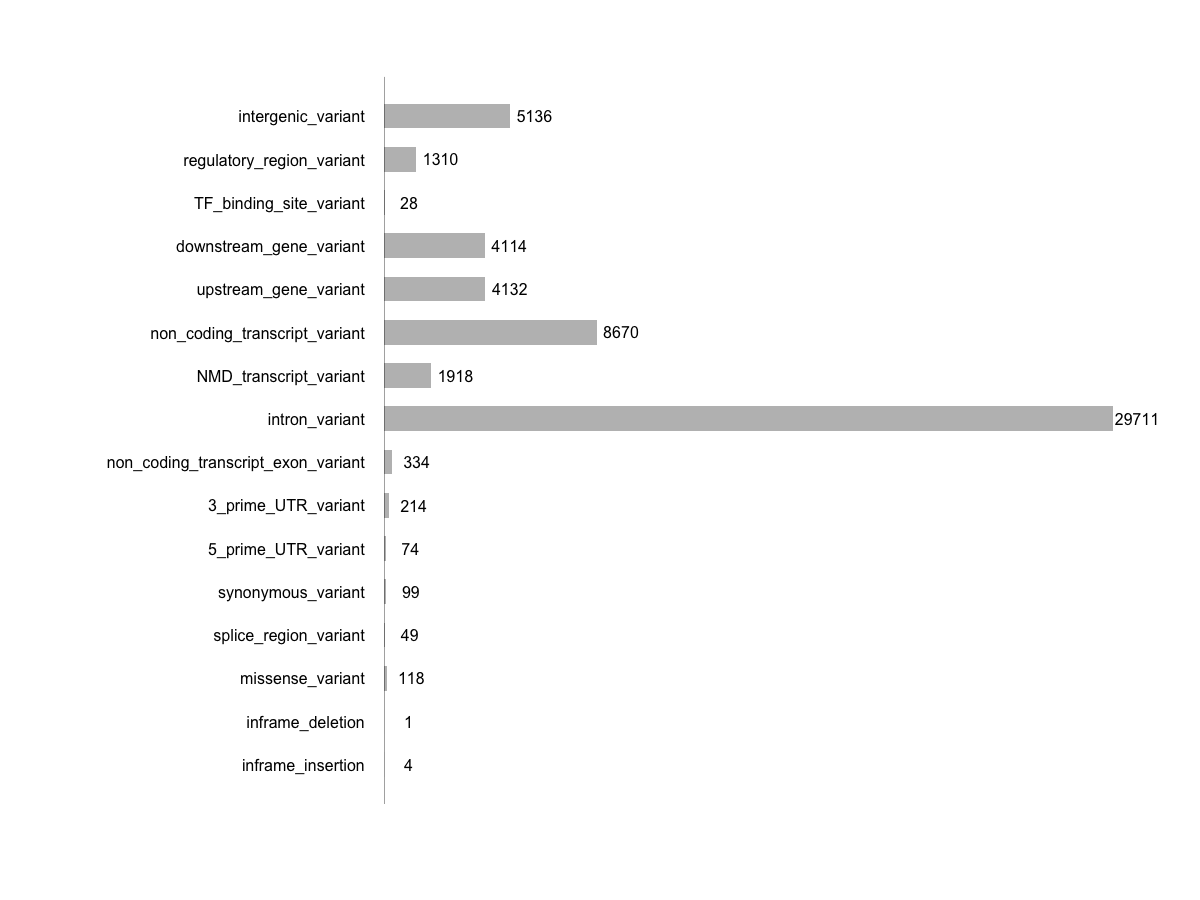 intergenic_variant 5136
regulatory_region_variant 1310
TF_binding_site_variant 28
downstream_gene_variant 4114
upstream_gene_variant 4132
non_coding_transcript_variant 8670
NMD_transcript_variant 1918
intron_variant 29711
non_coding_transcript_exon_variant 334
3_prime_UTR_variant 214
5_prime_UTR_variant 74
synonymous_variant 99
splice_region_variant 49
missense_variant 118
inframe_deletion 1
inframe_insertion 4